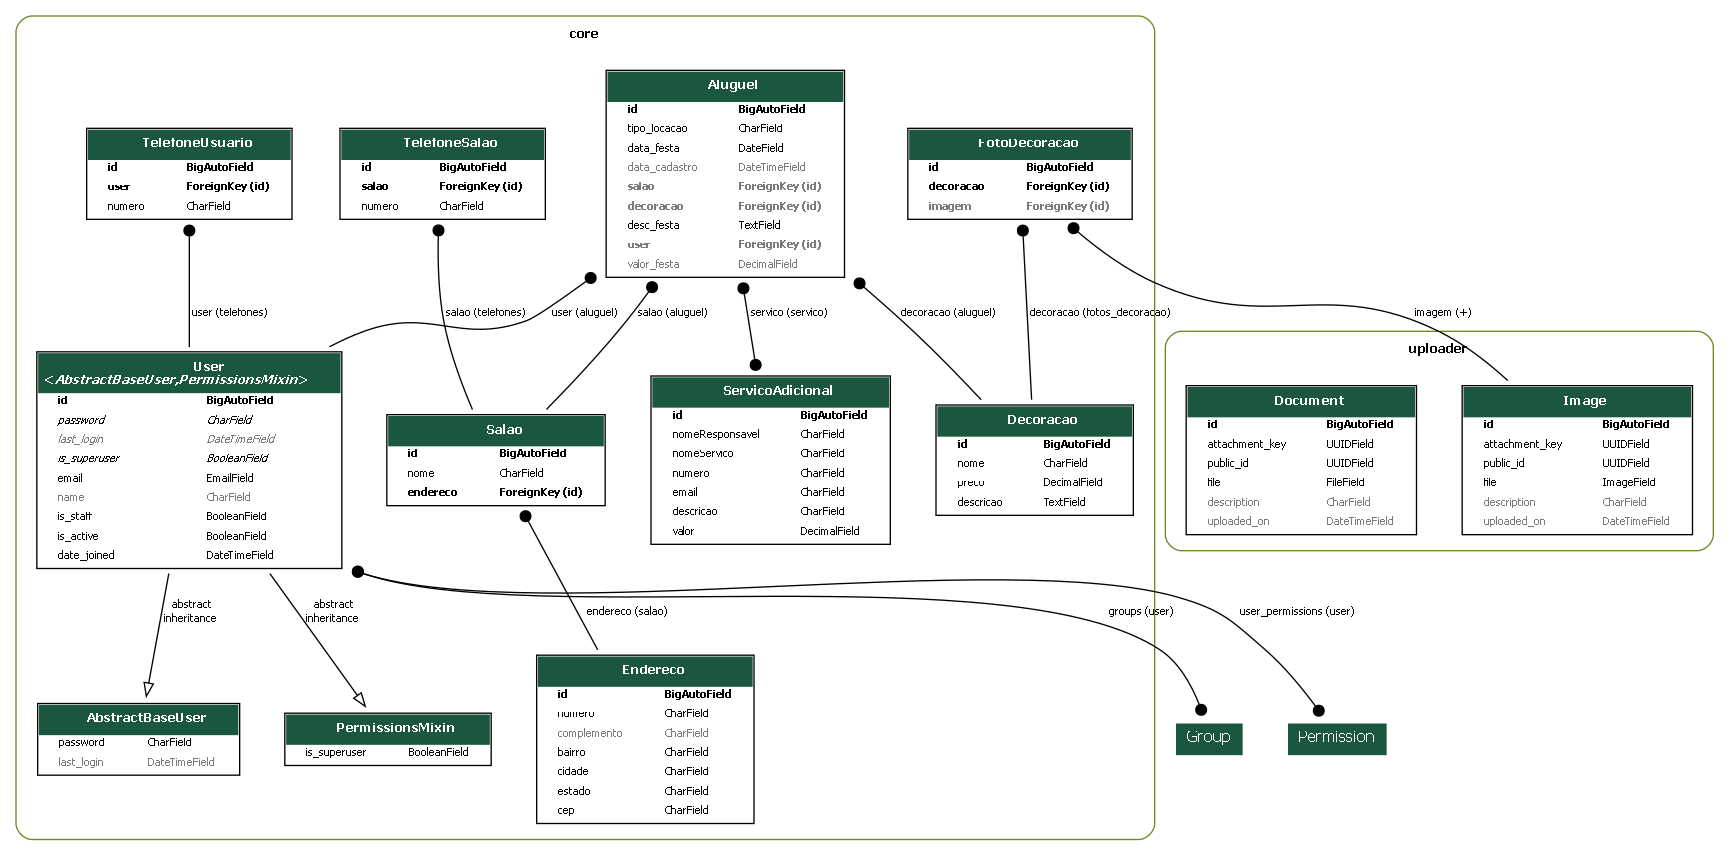 core
Aluguel
id BigAutoField
tipo_locacao CharField
data_festa DateField
data_cadastro DateTimeField
salao ForeignKey (id)
decoracao ForeignKey (id)
desc_festa TextField
user ForeignKey (id)
valor_festa DecimalField
TelefoneUsuario
id BigAutoField
user ForeignKey (id)
numero CharField
TelefoneSalao
id BigAutoField
salao ForeignKey (id)
numero CharField
FotoDecoracao
id BigAutoField
decoracao ForeignKey (id)
imagem ForeignKey (id)
user (telefones)
salao (telefones)
user (aluguel)
salao (aluguel)
servico (servico)
decoracao (aluguel)
decoracao (fotos_decoracao)
imagem (+)
User
<AbstractBaseUser,PermissionsMixin>
id BigAutoField
password CharField
last_login DateTimeField
is_superuser BooleanField
email EmailField
name CharField
is_staff BooleanField
is_active BooleanField
date_joined DateTimeField
Salao
id BigAutoField
nome CharField
endereco ForeignKey (id)
ServicoAdicional
id BigAutoField
nomeResponsavel CharField
nomeServico CharField
numero CharField
email CharField
descricao CharField
valor DecimalField
Decoracao
id BigAutoField
nome CharField
preco DecimalField
descricao TextField
uploader
Document
id BigAutoField
attachment_key UUIDField
public_id UUIDField
file FileField
description CharField
uploaded_on DateTimeField
Image
id BigAutoField
attachment_key UUIDField
public_id UUIDField
file ImageField
description CharField
uploaded_on DateTimeField
abstract
inheritance
abstract
inheritance
endereco (salao)
groups (user)
user_permissions (user)
AbstractBaseUser
password CharField
last_login DateTimeField
PermissionsMixin
is_superuser BooleanField
Endereco
id BigAutoField
numero CharField
complemento CharField
bairro CharField
cidade CharField
estado CharField
cep CharField
Group
Permission